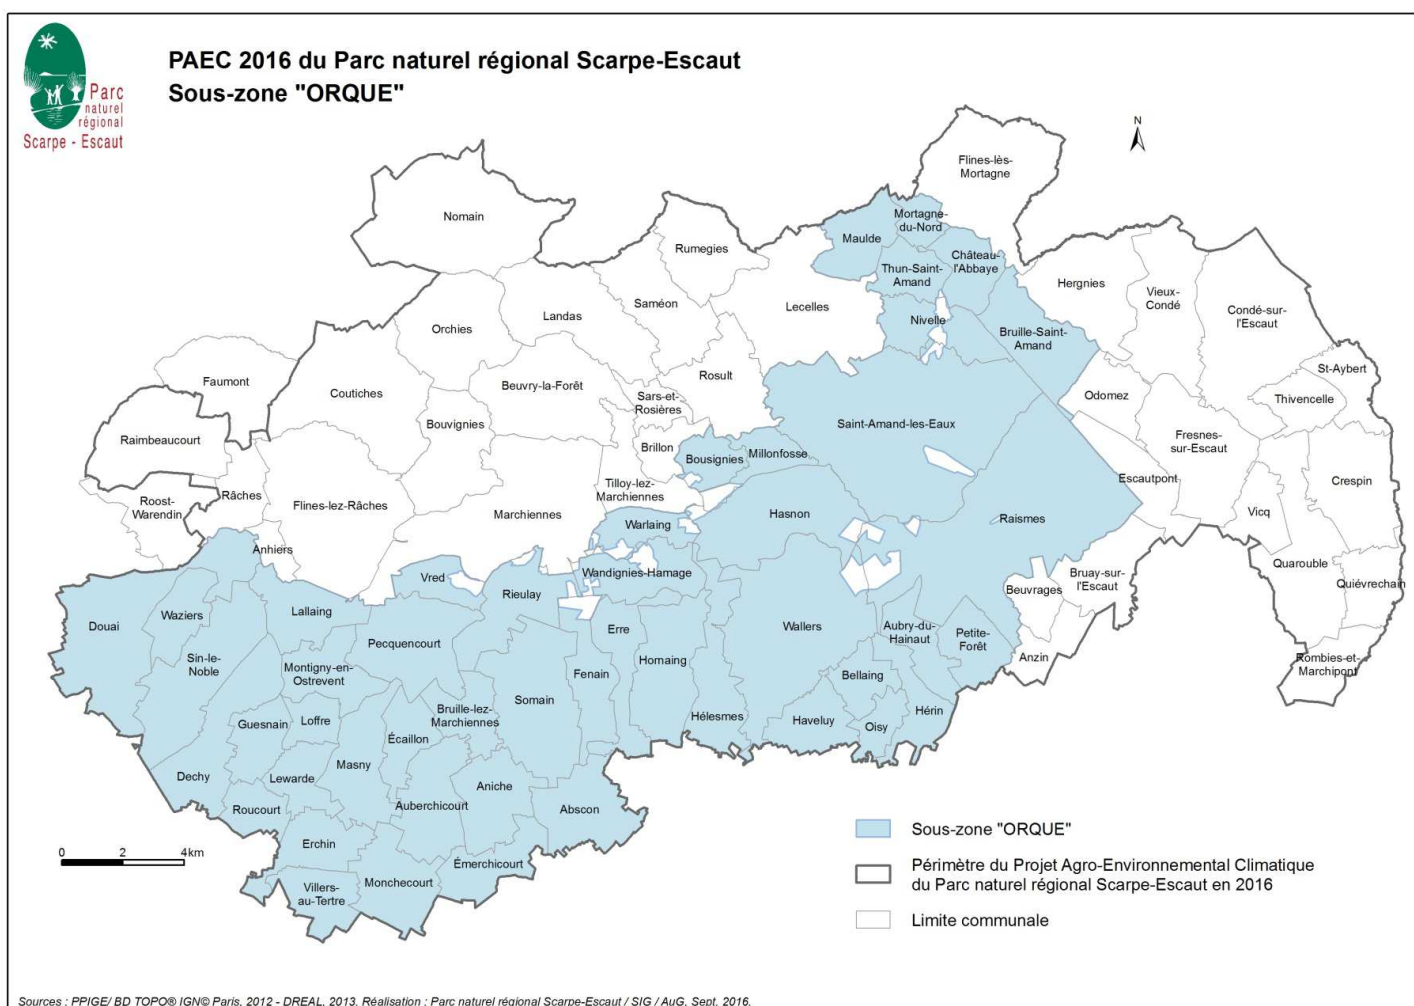 PAEC 2016 du Parc naturel régional Scarpe-Escaut
Sous-zone "ORQUE"
Parc
naturel
régional
Scarpe - Escaut
N
Flines-lès-
Mortagne
Nomain
Mortagne-
du-Nord
Maulde
Rumegies
Château-
l'Abbaye
Thun-Saint-
Amand
Hergnies
Vieux-
Condé
Saméon
Lecelles
Condé-sur-
l'Escaut
Landas
Nivelle
Orchies
Bruille-Saint-
Amand
St-Aybert
Rosult
Faumont
Beuvry-la-Forêt
Coutiches
Sars-et-
Rosières
Odomez
Thivencelle
Bouvignies
Saint-Amand-les-Eaux
Raimbeaucourt
Fresnes-
sur-Escaut
Brillon
Bousignies
Millonfosse
Escautpont
Crespin
Tilloy-lez-
Marchiennes
Râches
Roost-
Warendin
Flines-lez-Râches
Marchiennes
Hasnon
Vicq
Raismes
Warlaing
Anhiers
Quarouble
Vred
Wandignies-Hamage
Bruay-sur-
l'Escaut
Quiévrechain
Rieulay
Beuvrages
Lallaing
Waziers
Douai
Erre
Wallers
Aubry-du-
Hainaut
Petite-
Forêt
Pecquencourt
Anzin
Rombies-et-
Marchipont
Sin-le-
Noble
Hornaing
Montigny-en-
Ostrevent
Fenain
Bellaing
Somain
Bruille-lez-
Marchiennes
Hérin
Hélesmes
Haveluy
Oisy
Guesnain
Loffre
Écaillon
Masny
Dechy
Lewarde
Aniche
Roucourt
Auberchicourt
Abscon
Erchin
Émerchicourt
Monchecourt
Villers-
au-Tertre
0 2 4km
Sous-zone "ORQUE"
Périmètre du Projet Agro-Environnemental Climatique
du Parc naturel régional Scarpe-Escaut en 2016
Limite communale
Sources : PPIGE/ BD TOPO® IGN© Paris, 2012 - DREAL, 2013. Réalisation : Parc naturel régional Scarpe-Escaut / SIG / AuG, Sept. 2016.